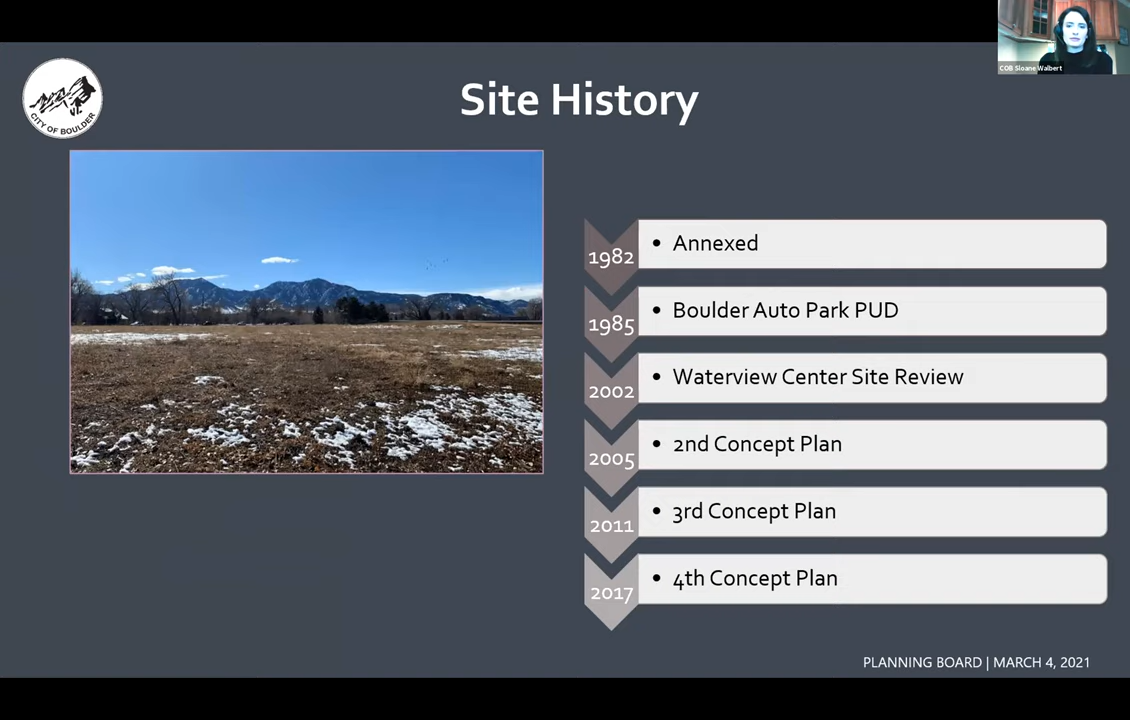 COB Sloane Walbert
CITY OF BOULDER
Site History
1982
• Annexed
1985
• Boulder Auto Park PUD
2002
• Waterview Center Site Review
2005
• 2nd Concept Plan
2011
• 3rd Concept Plan
2017
• 4th Concept Plan
PLANNING BOARD | MARCH 4, 2021